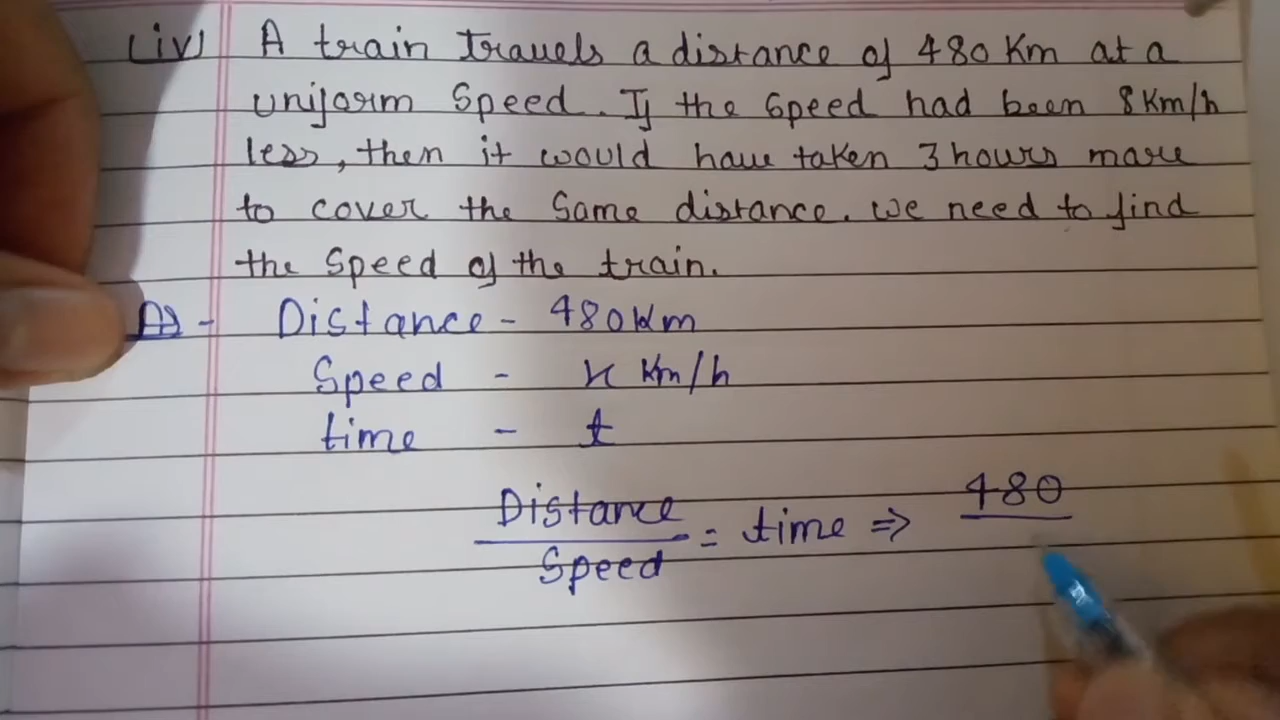 (iv) A train Travels a distance of 480 Km at a
uniform Speed. If the Speed had been 8 Km/h
less, then it would have taken 3 hours more
to cover the Same distance. We need to find
the Speed of the train.
A) - Distance - 480 km
Speed - x Km/h
time - t
Distance / Speed = time ⇒ 480